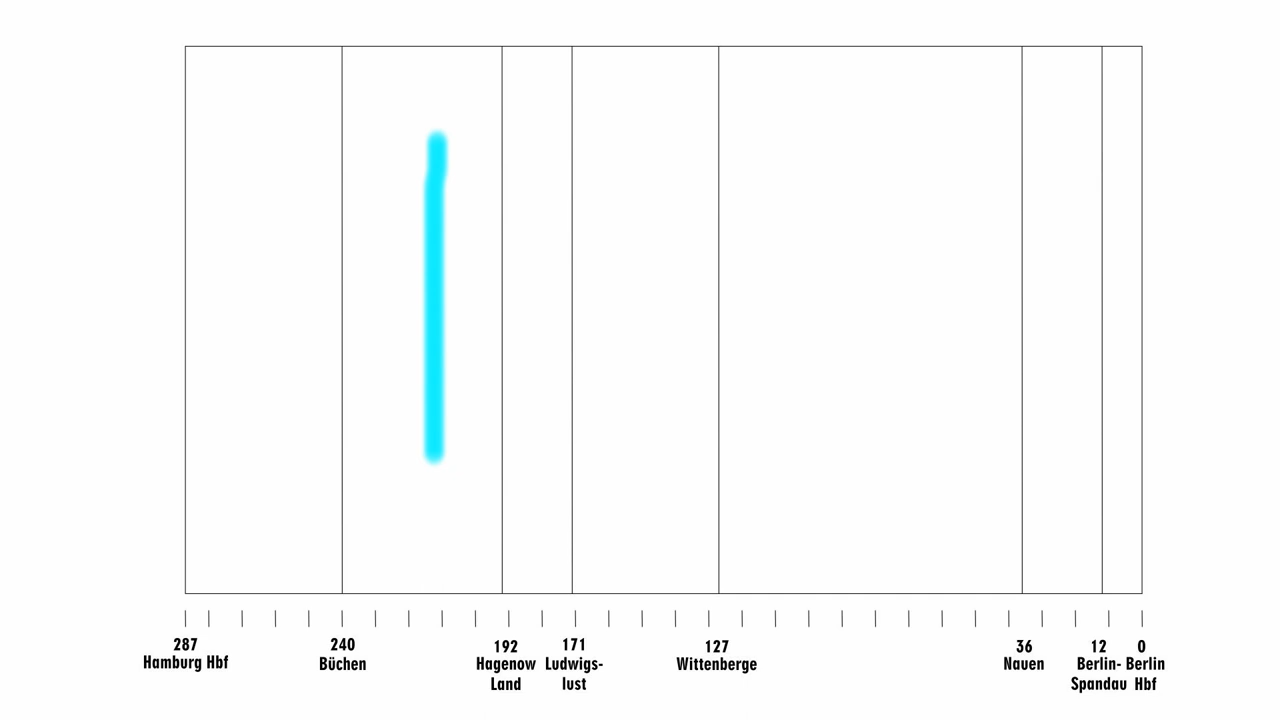 287 240 192 171 127 36 12 0
Hamburg Hbf Büchen Hagenow Ludwigs- Wittenberge Nauen Berlin- Berlin
Land lust Spandau Hbf